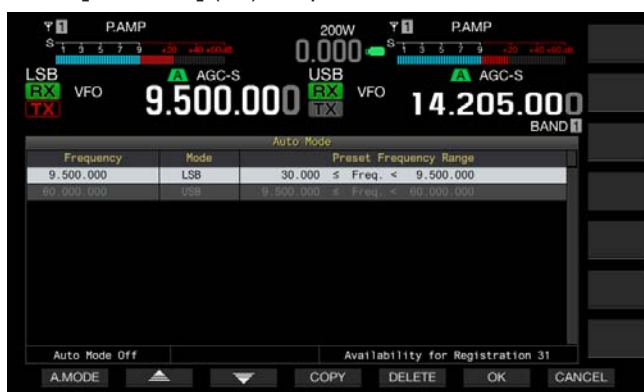 1 P.AMP 200W 1 P.AMP
S 1 3 5 7 9 +20 +40 +60dB 0.000 S 1 3 5 7 9 +20 +40 +60dB
LSB A AGC-S USB A AGC-S
RX VFO 9.500.000 RX VFO 14.205.000
TX TX
BAND 1
Auto Mode
Frequency Mode Preset Frequency Range
9.500.000 LSB 30.000 ≤ Freq. < 9.500.000
60.000.000 USB 9.500.000 ≤ Freq. < 60.000.000
Auto Mode Off Availability for Registration 31
A.MODE COPY DELETE OK CANCEL